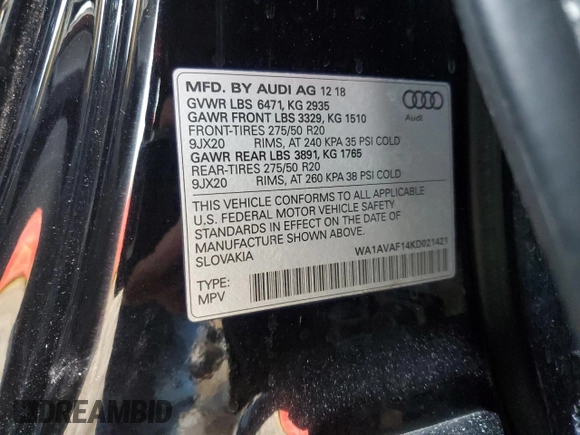 MFD. BY AUDI AG 12 18
GVWR LBS 6471, KG 2935
GAWR FRONT LBS 3329, KG 1510
FRONT-TIRES 275/50 R20
9JX20 RIMS, AT 240 KPA 35 PSI COLD
GAWR REAR LBS 3891, KG 1765
REAR-TIRES 275/50 R20
9JX20 RIMS, AT 260 KPA 38 PSI COLD
Audi
THIS VEHICLE CONFORMS TO ALL APPLICABLE
U.S. FEDERAL MOTOR VEHICLE SAFETY
STANDARDS IN EFFECT ON THE DATE OF
MANUFACTURE SHOWN ABOVE.
SLOVAKIA
WA1AVAF14KD021421
TYPE:
MPV
DREAMBID